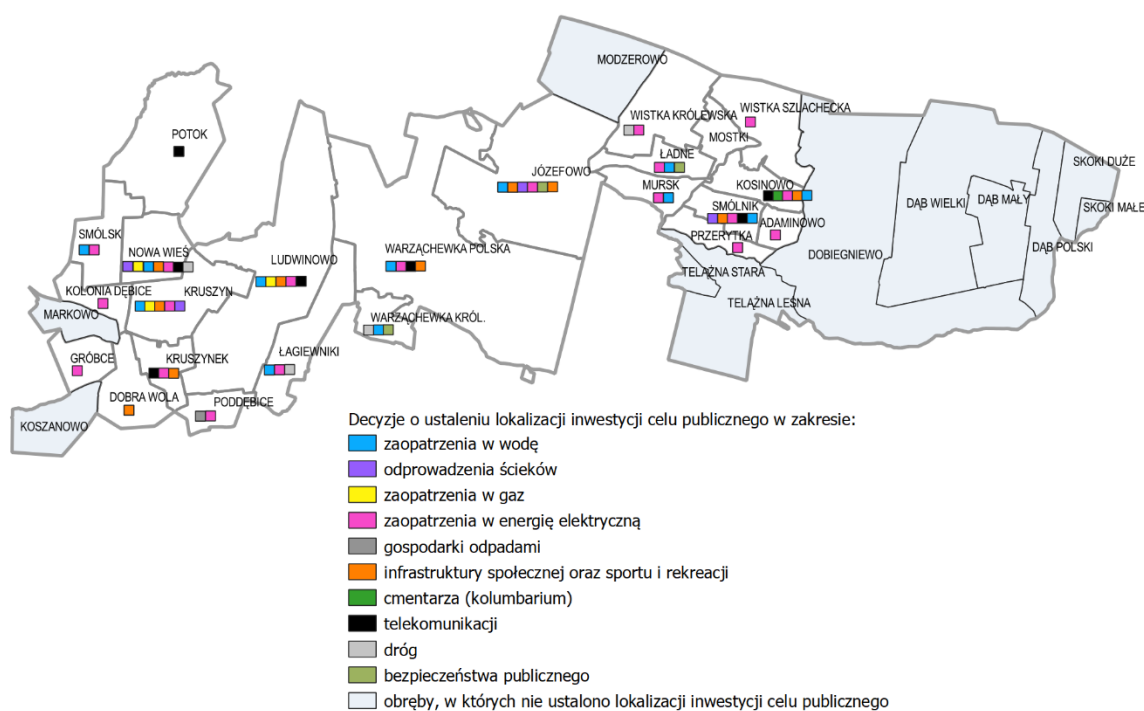 MODZEROWO
WISTKA SZLACHECKA
WISTKA KRÓLEWSKA
POTOK
MOSTKI
ŁADNE
SKOKI DUŻE
JÓZEFOWO
MURSK
KOSINOWO
DĄB WIELKI
DĄB MAŁY
SKOKI MAŁE
SMÓLNIK
ADAMINOWO
SMÓLSK
PRZERYTKA
NOWA WIEŚ
LUDWINOWO
WARZĄCHEWKA POLSKA
DOBIEGNIEWO
DĄB POLSKI
TELĄŻNA STARA
KOLONIA DĘBICE
KRUSZYN
TELĄŻNA LEŚNA
MARKOWO
WARZĄCHEWKA KRÓL.
GRÓBCE
KRUSZYNEK
ŁAGIEWNIKI
DOBRA WOLA
PODDĘBICE
KOSZANOWO
Decyzje o ustaleniu lokalizacji inwestycji celu publicznego w zakresie:
zaopatrzenia w wodę
odprowadzenia ścieków
zaopatrzenia w gaz
zaopatrzenia w energię elektryczną
gospodarki odpadami
infrastruktury społecznej oraz sportu i rekreacji
cmentarza (kolumbarium)
telekomunikacji
dróg
bezpieczeństwa publicznego
obręby, w których nie ustalono lokalizacji inwestycji celu publicznego